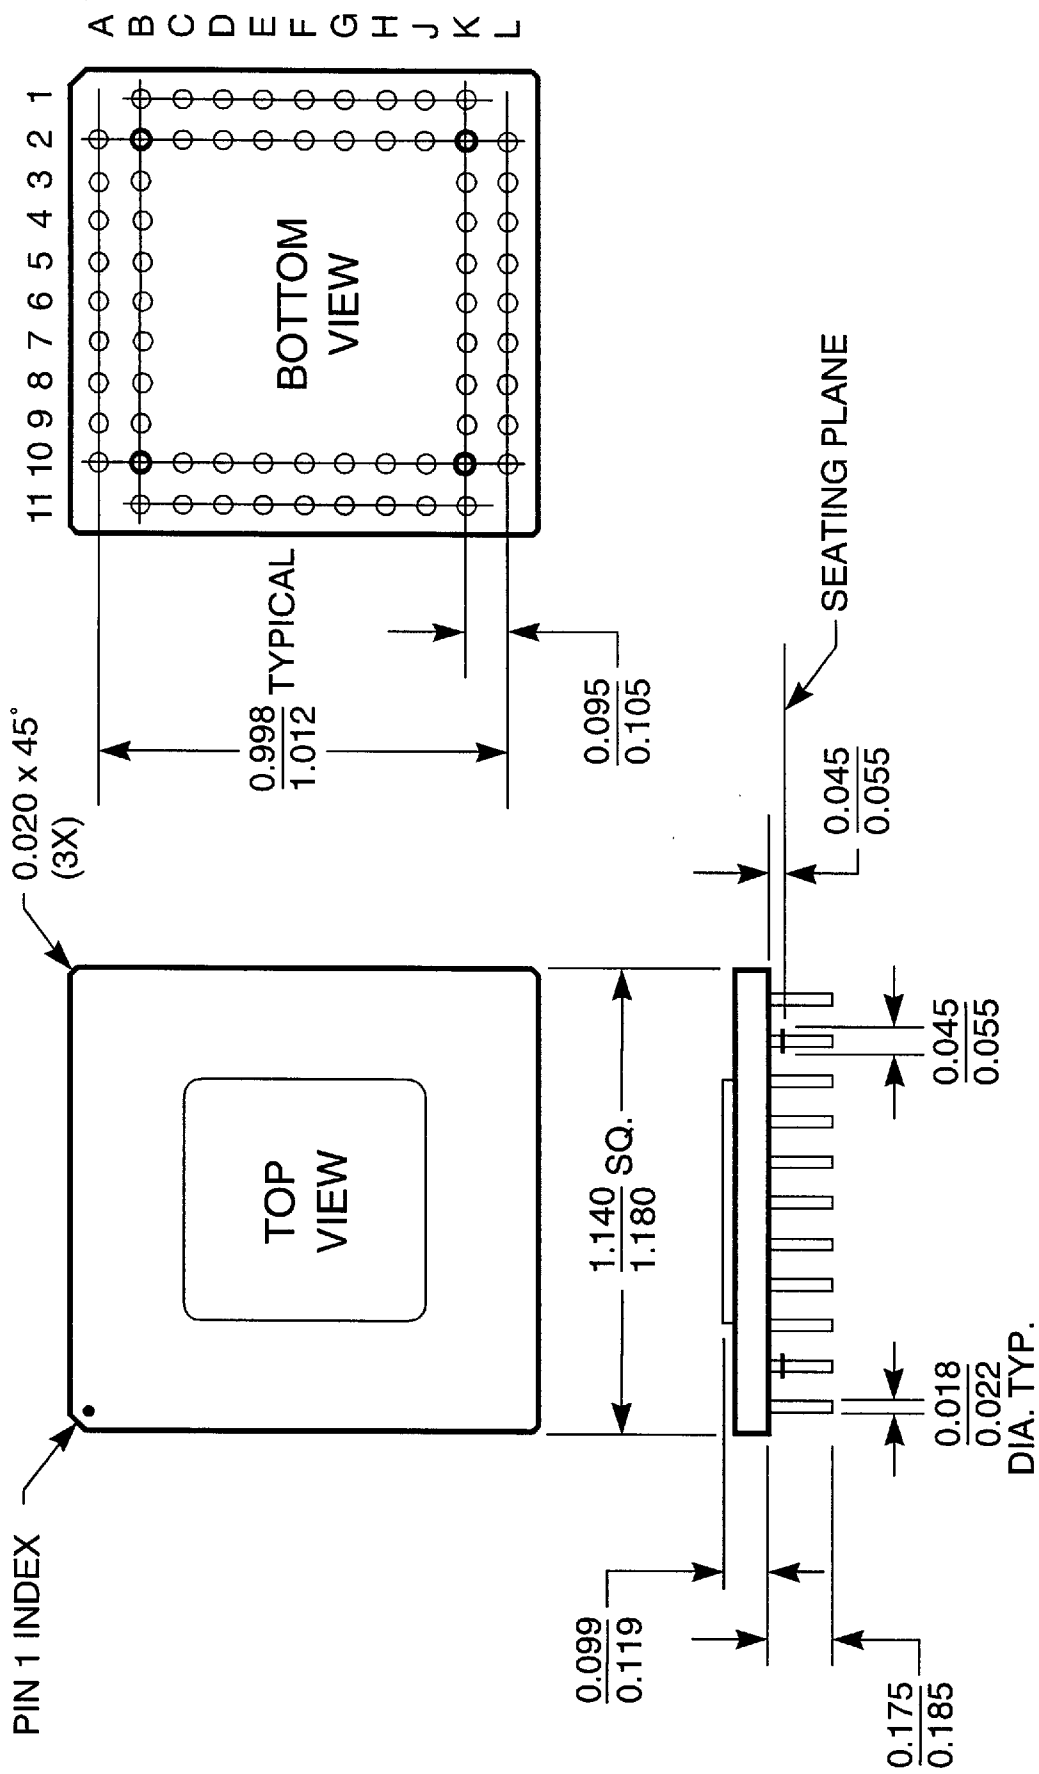 PIN 1 INDEX
0.020 x 45°
(3X)
TOP
VIEW
11 10 9 8 7 6 5 4 3 2 1
A
B
C
D
E
F
G
H
J
K
L
BOTTOM
VIEW
0.998
1.012
TYPICAL
0.095
0.105
1.140
1.180
SQ.
0.099
0.119
0.175
0.185
0.018
0.022
DIA. TYP.
0.045
0.055
0.045
0.055
SEATING PLANE